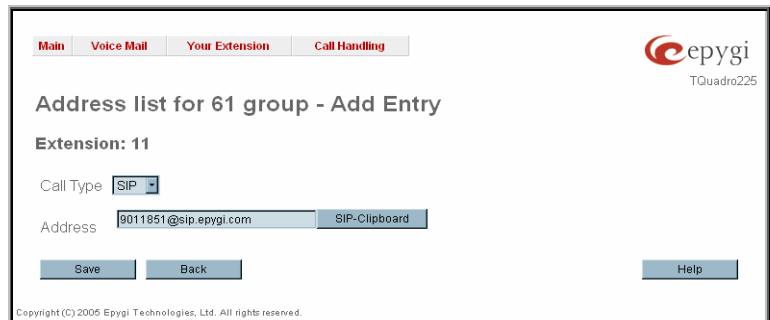 Main Voice Mail Your Extension Call Handling
epygi
TQuadro225
Address list for 61 group - Add Entry
Extension: 11
Call Type SIP
Address 9011851@sip.epygi.com SIP-Clipboard
Save Back Help
Copyright (C) 2005 Epygi Technologies, Ltd. All rights reserved.